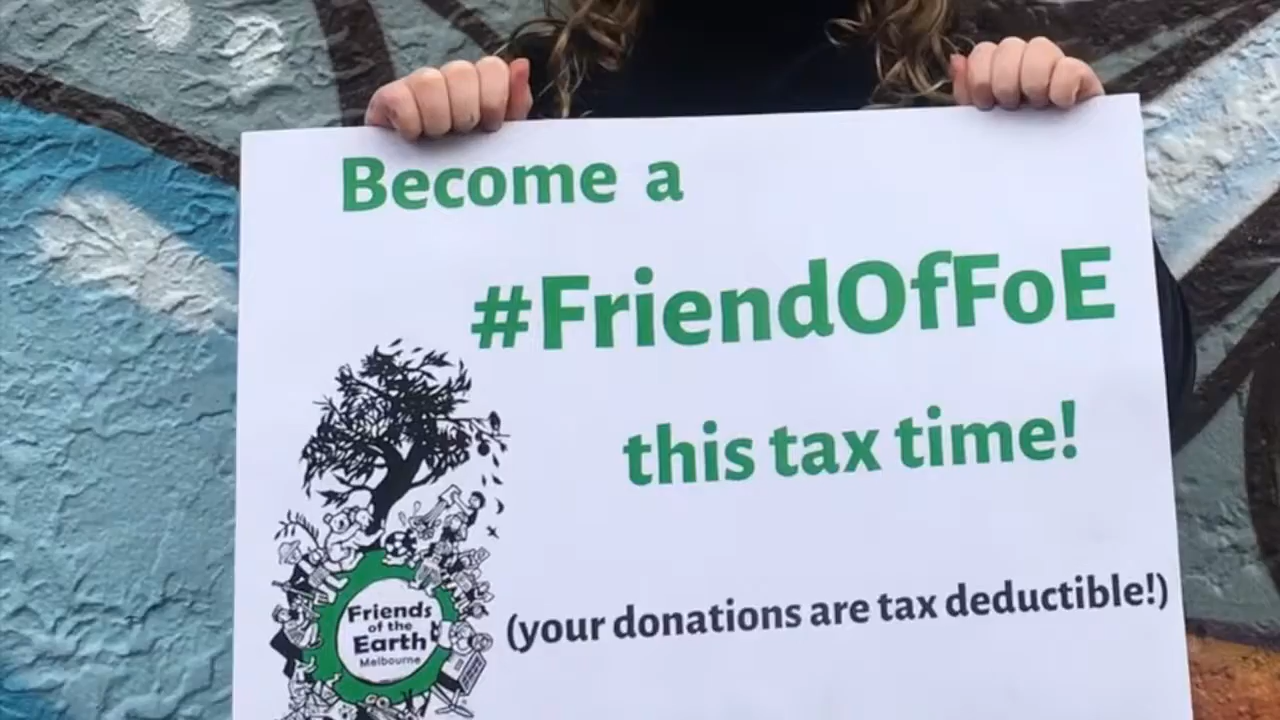 Become a
#FriendOfFoE
this tax time!
(your donations are tax deductible!)
Friends
of the
Earth
Melbourne